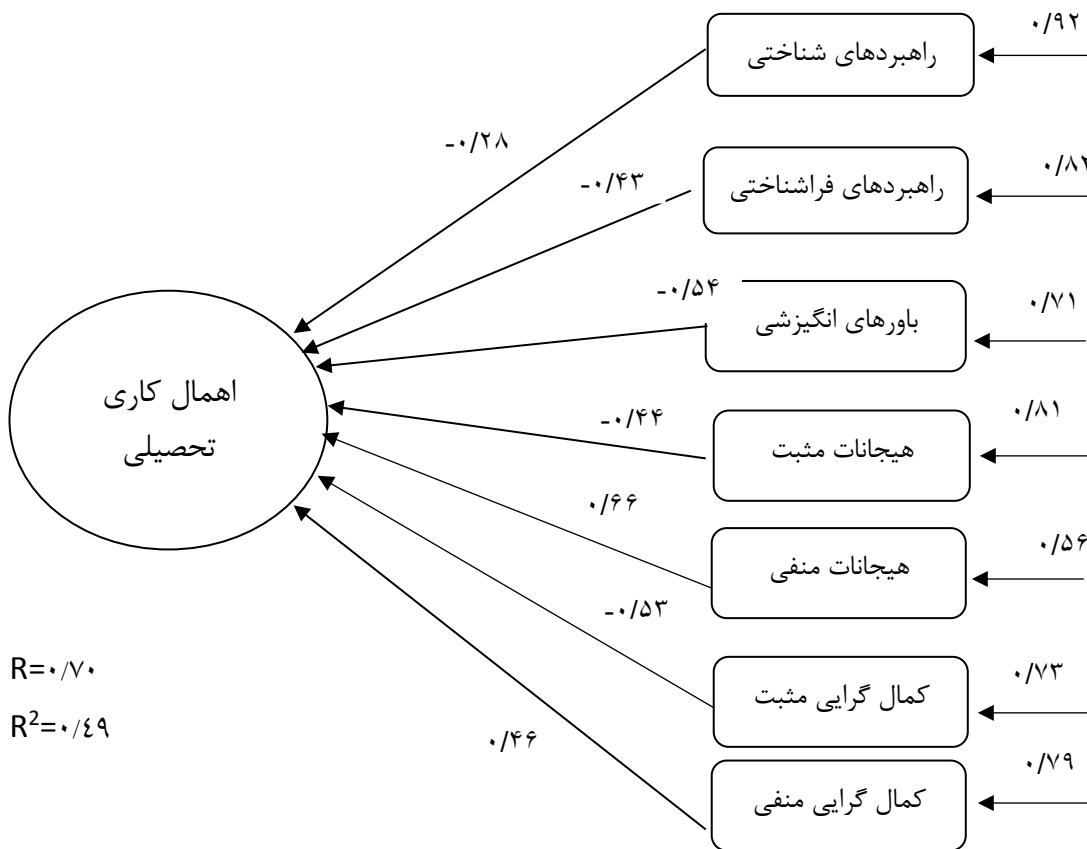 ۰/۹۲
راهبردهای شناختی
-۰/۲۸
۰/۸۲
راهبردهای فراشناختی
-۰/۴۳
۰/۷۱
باورهای انگیزشی
-۰/۵۴
۰/۸۱
هیجانات مثبت
-۰/۴۴
اهمال کاری
تحصیلی
۰/۵۶
هیجانات منفی
۰/۶۶
۰/۷۳
کمال گرایی مثبت
-۰/۵۳
۰/۷۹
کمال گرایی منفی
۰/۴۶
R=۰/۷۰
R²=۰/٤۹